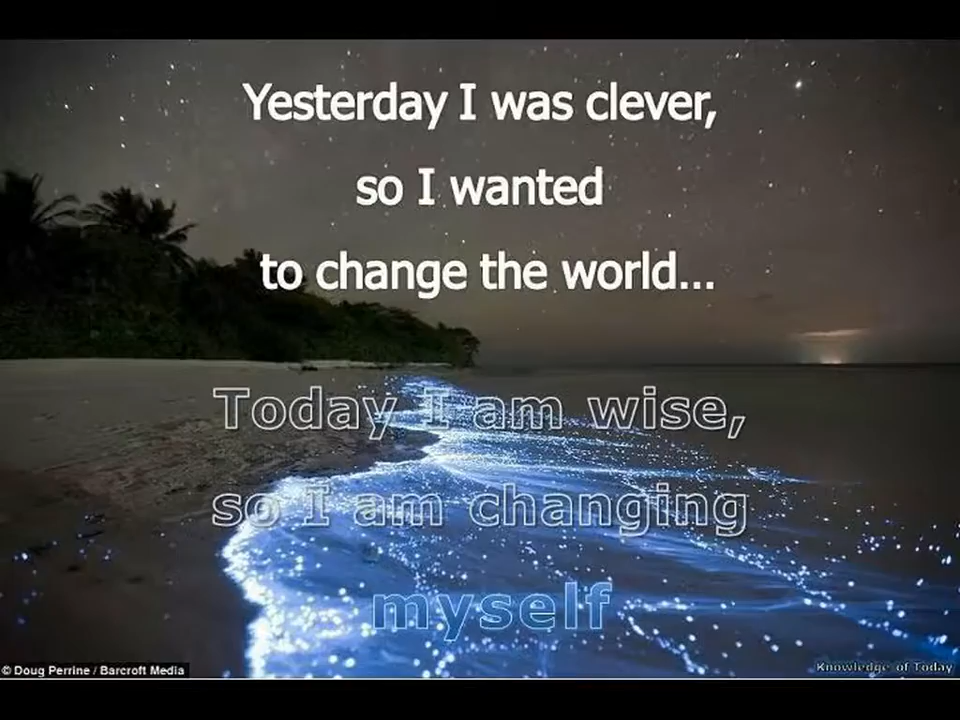 Yesterday I was clever,
so I wanted
to change the world...
Today I am wise,
so I am changing
myself
© Doug Perrine / Barcroft Media
Knowledge of Today